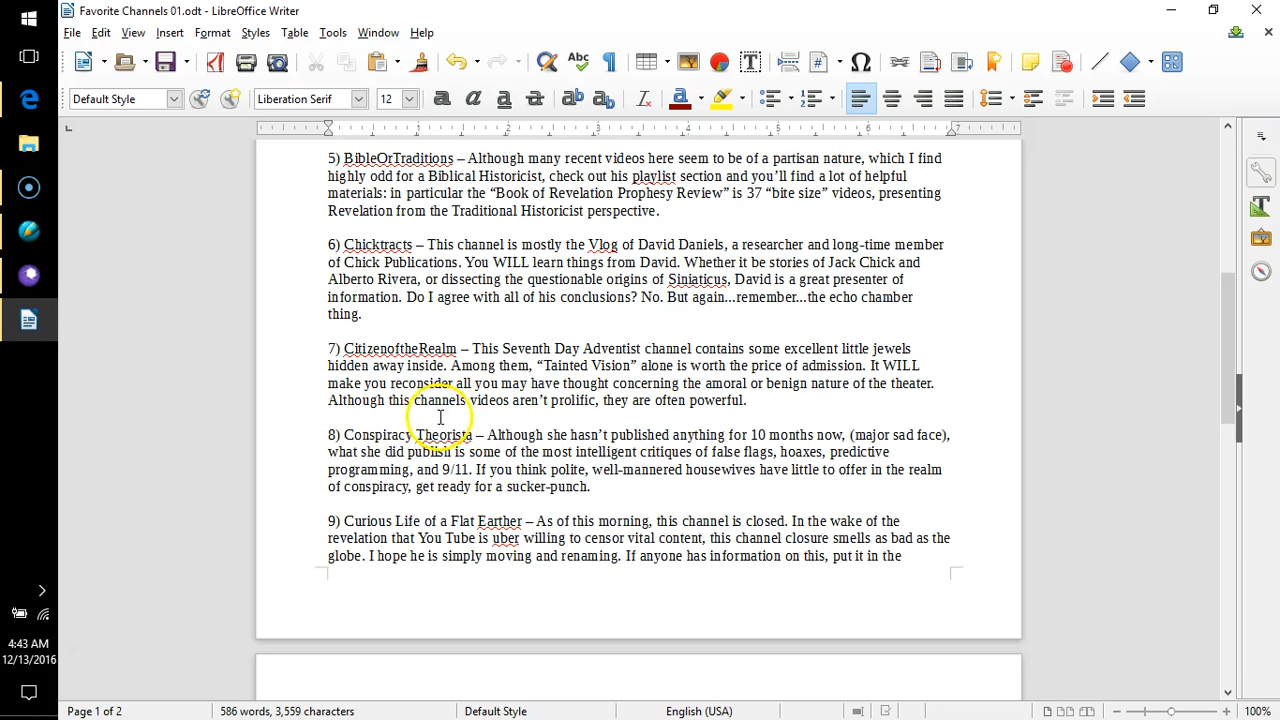 Favorite Channels 01.odt - LibreOffice Writer
File Edit View Insert Format Styles Table Tools Window Help
Default Style Liberation Serif 12
1 2 3 4 5 6 7
5) BibleOrTraditions – Although many recent videos here seem to be of a partisan nature, which I find
highly odd for a Biblical Historicist, check out his playlist section and you’ll find a lot of helpful
materials: in particular the “Book of Revelation Prophesy Review” is 37 “bite size” videos, presenting
Revelation from the Traditional Historicist perspective.
6) Chicktracts – This channel is mostly the Vlog of David Daniels, a researcher and long-time member
of Chick Publications. You WILL learn things from David. Whether it be stories of Jack Chick and
Alberto Rivera, or dissecting the questionable origins of Siniaticus, David is a great presenter of
information. Do I agree with all of his conclusions? No. But again...remember...the echo chamber
thing.
7) CitizenoftheRealm – This Seventh Day Adventist channel contains some excellent little jewels
hidden away inside. Among them, “Tainted Vision” alone is worth the price of admission. It WILL
make you reconsider all you may have thought concerning the amoral or benign nature of the theater.
Although this channels videos aren’t prolific, they are often powerful.
8) Conspiracy Theorista – Although she hasn’t published anything for 10 months now, (major sad face),
what she did publish is some of the most intelligent critiques of false flags, hoaxes, predictive
programming, and 9/11. If you think polite, well-mannered housewives have little to offer in the realm
of conspiracy, get ready for a sucker-punch.
9) Curious Life of a Flat Earther – As of this morning, this channel is closed. In the wake of the
revelation that You Tube is uber willing to censor vital content, this channel closure smells as bad as the
globe. I hope he is simply moving and renaming. If anyone has information on this, put it in the
4:43 AM
12/13/2016
Page 1 of 2 586 words, 3,559 characters Default Style English (USA) 100%